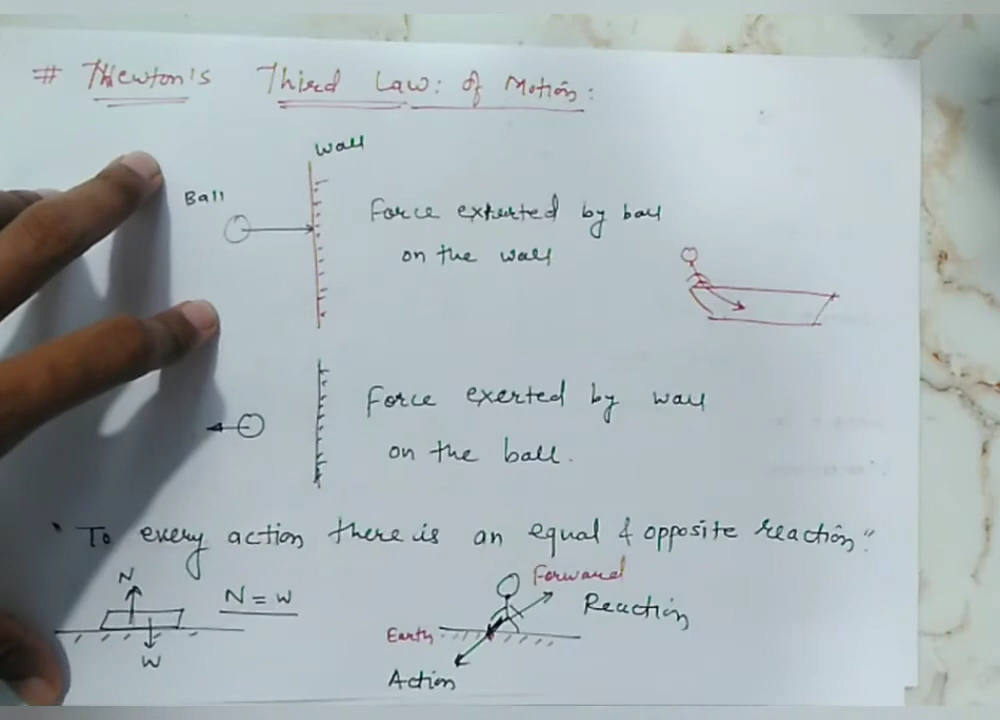 # Newton's Third Law: of Motion:
Wall
Ball
Force exterted by ball
on the wall
Force exerted by wall
on the ball.
"To every action there is an equal & opposite reaction"
N
N = W
W
Forward
Reaction
Earth
Action